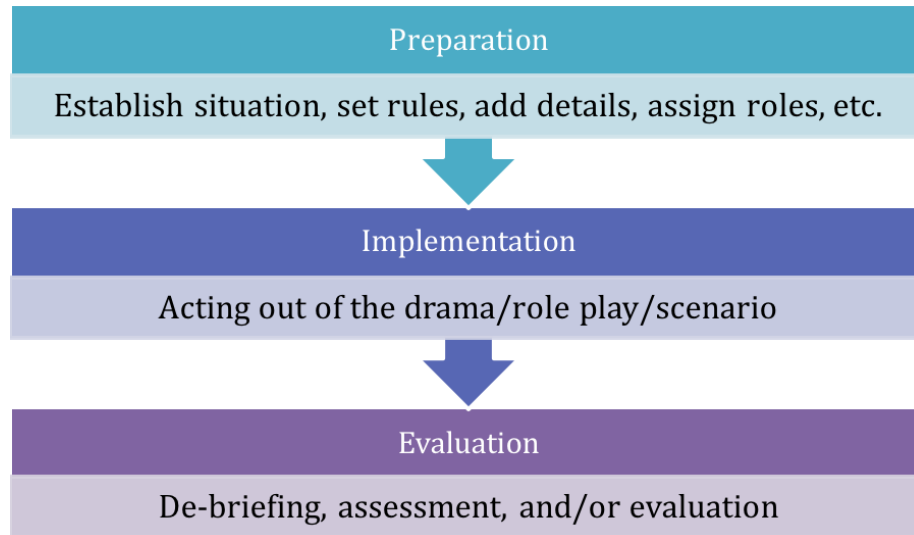 Preparation
Establish situation, set rules, add details, assign roles, etc.
Implementation
Acting out of the drama/role play/scenario
Evaluation
De-briefing, assessment, and/or evaluation